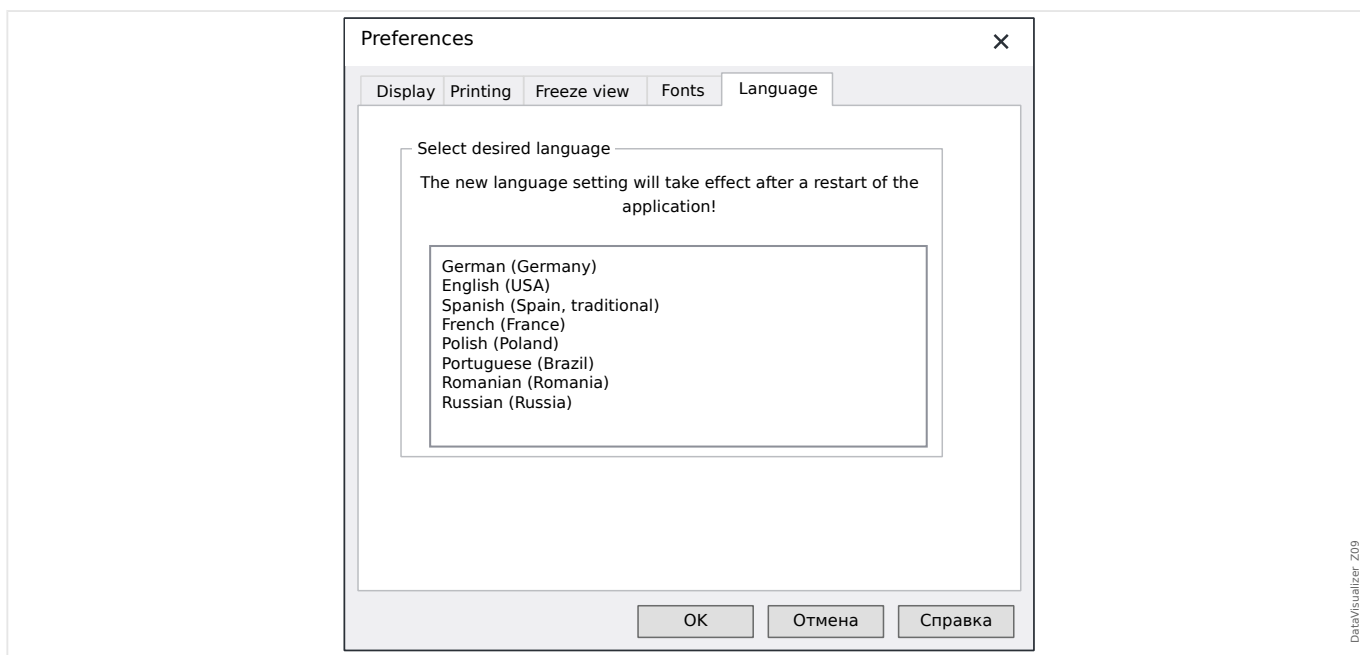 Preferences
Display Printing Freeze view Fonts Language
Select desired language
The new language setting will take effect after a restart of the
application!
German (Germany)
English (USA)
Spanish (Spain, traditional)
French (France)
Polish (Poland)
Portuguese (Brazil)
Romanian (Romania)
Russian (Russia)
OK Отмена Справка
DataVisualizer_Z09